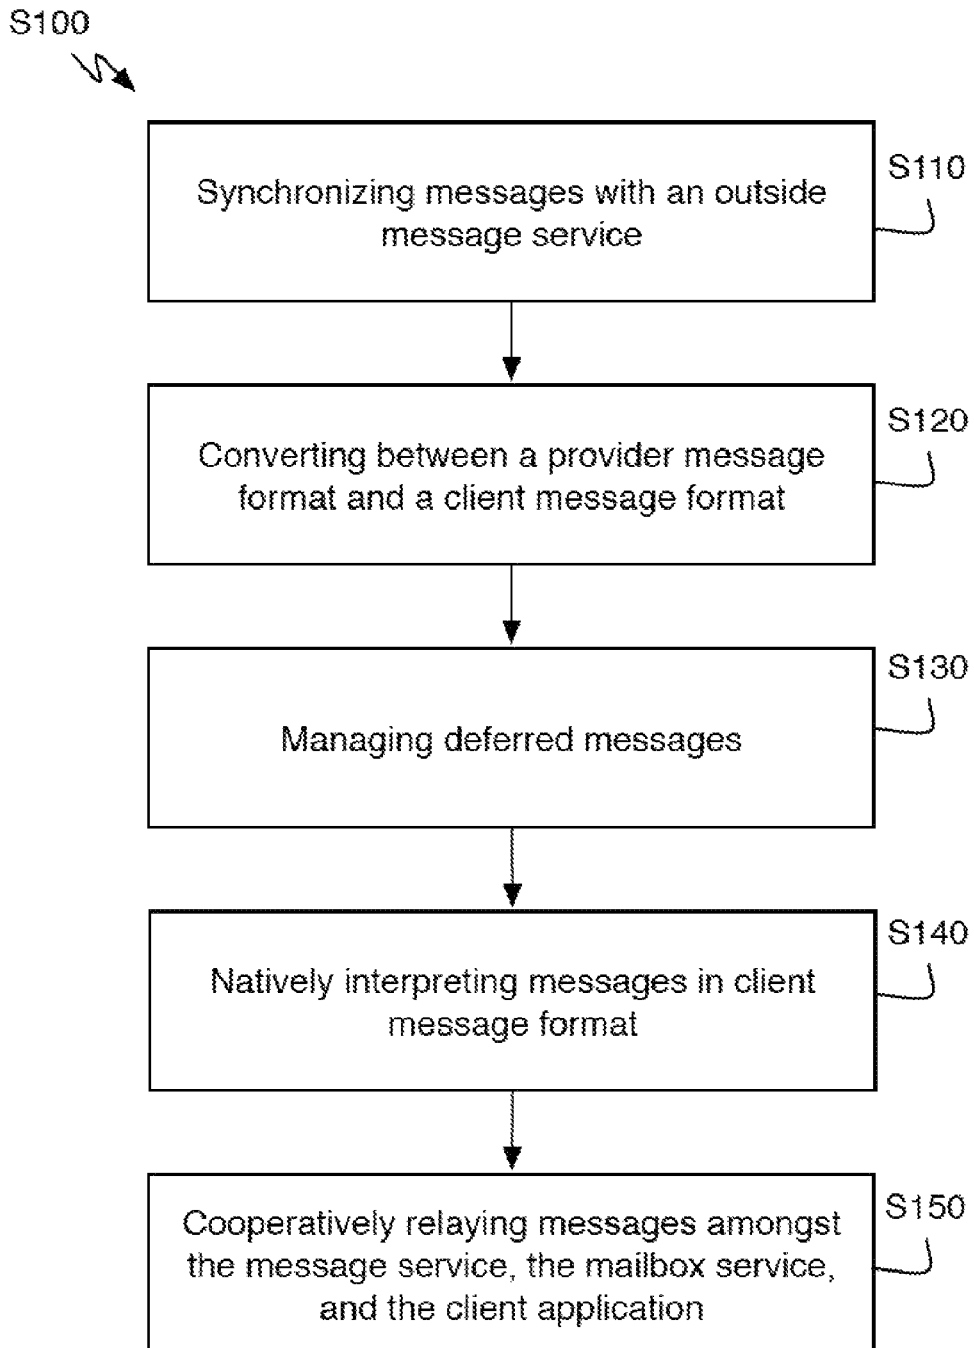 S100
Synchronizing messages with an outside
message service
S110
Converting between a provider message
format and a client message format
S120
Managing deferred messages
S130
Natively interpreting messages in client
message format
S140
Cooperatively relaying messages amongst
the message service, the mailbox service,
and the client application
S150